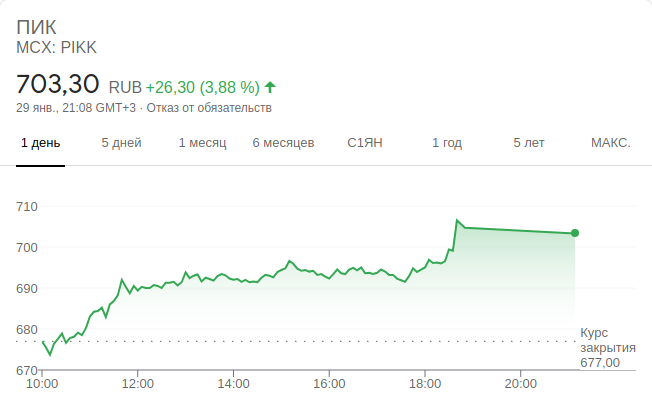 ПИК
MCX: PIKK
703,30 RUB +26,30 (3,88 %)
29 янв., 21:08 GMT+3 · Отказ от обязательств
1 день 5 дней 1 месяц 6 месяцев С1ЯН 1 год 5 лет МАКС.
710
700
690
680
Курс
закрытия
677,00
670
10:00 12:00 14:00 16:00 18:00 20:00